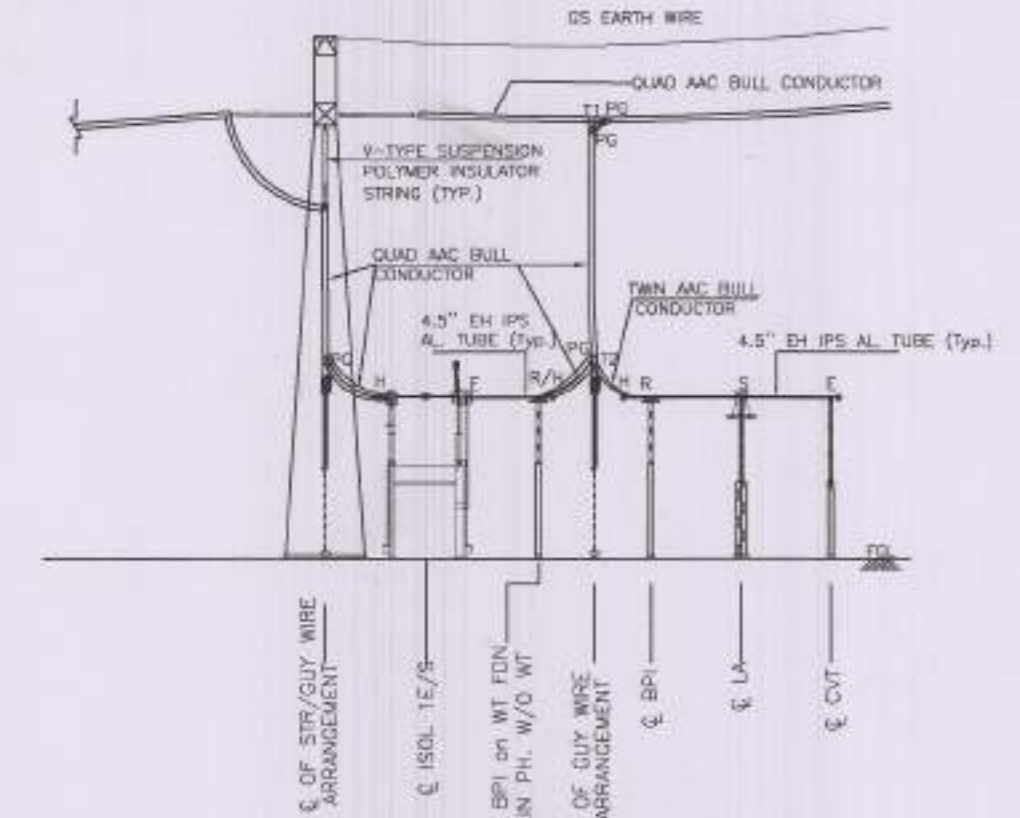 GS EARTH WIRE
QUAD AAC BULL CONDUCTOR
T1 PG
PG
V-TYPE SUSPENSION
POLYMER INSULATOR
STRING (TYP.)
QUAD AAC BULL
CONDUCTOR
TWIN AAC BULL
CONDUCTOR
4.5" EH IPS
AL. TUBE (Typ.)
4.5" EH IPS AL. TUBE (Typ.)
PG
PG
T2
H
F
R/H
H
R
S
E
FGL
℄ OF STR/GUY WIRE
ARRANGEMENT
℄ ISOL 1E/S
BPI on WT FDN.
IN PH. W/O WT
OF GUY WIRE
ARRANGEMENT
℄ BPI
℄ LA
℄ CVT